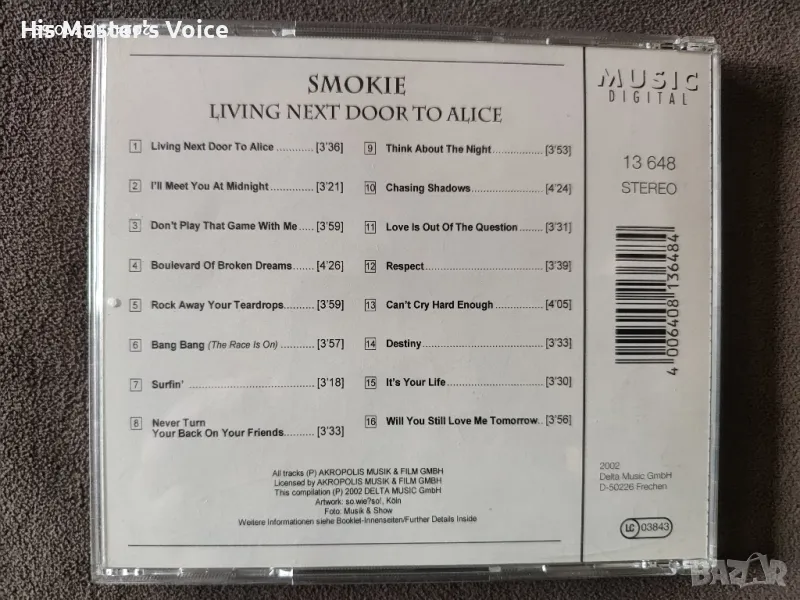 His Master's Voice
SMOKIE
LIVING NEXT DOOR TO ALICE
1 Living Next Door To Alice ............ [3'36]
2 I'll Meet You At Midnight .............. [3'21]
3 Don't Play That Game With Me ..... [3'59]
4 Boulevard Of Broken Dreams ....... [4'26]
5 Rock Away Your Teardrops ......... [3'59]
6 Bang Bang (The Race Is On) .......... [3'57]
7 Surfin' ...................................... [3'18]
8 Never Turn
Your Back On Your Friends .......... [3'33]
9 Think About The Night ................ [3'53]
10 Chasing Shadows ..................... [4'24]
11 Love Is Out Of The Question ........ [3'31]
12 Respect ................................... [3'39]
13 Can't Cry Hard Enough .............. [4'05]
14 Destiny ................................... [3'33]
15 It's Your Life ............................ [3'30]
16 Will You Still Love Me Tomorrow .. [3'56]
All tracks (P) AKROPOLIS MUSIK & FILM GMBH
Licensed by AKROPOLIS MUSIK & FILM GMBH
This compilation (P) 2002 DELTA MUSIC GmbH
Artwork: so.wie?so!, Köln
Foto: Musik & Show
Weitere Informationen siehe Booklet-Innenseiten/Further Details Inside
MUSIC
DIGITAL
13 648
STEREO
4 006408 136484
2002
Delta Music GmbH
D-50226 Frechen
LC 03843
BAZAR